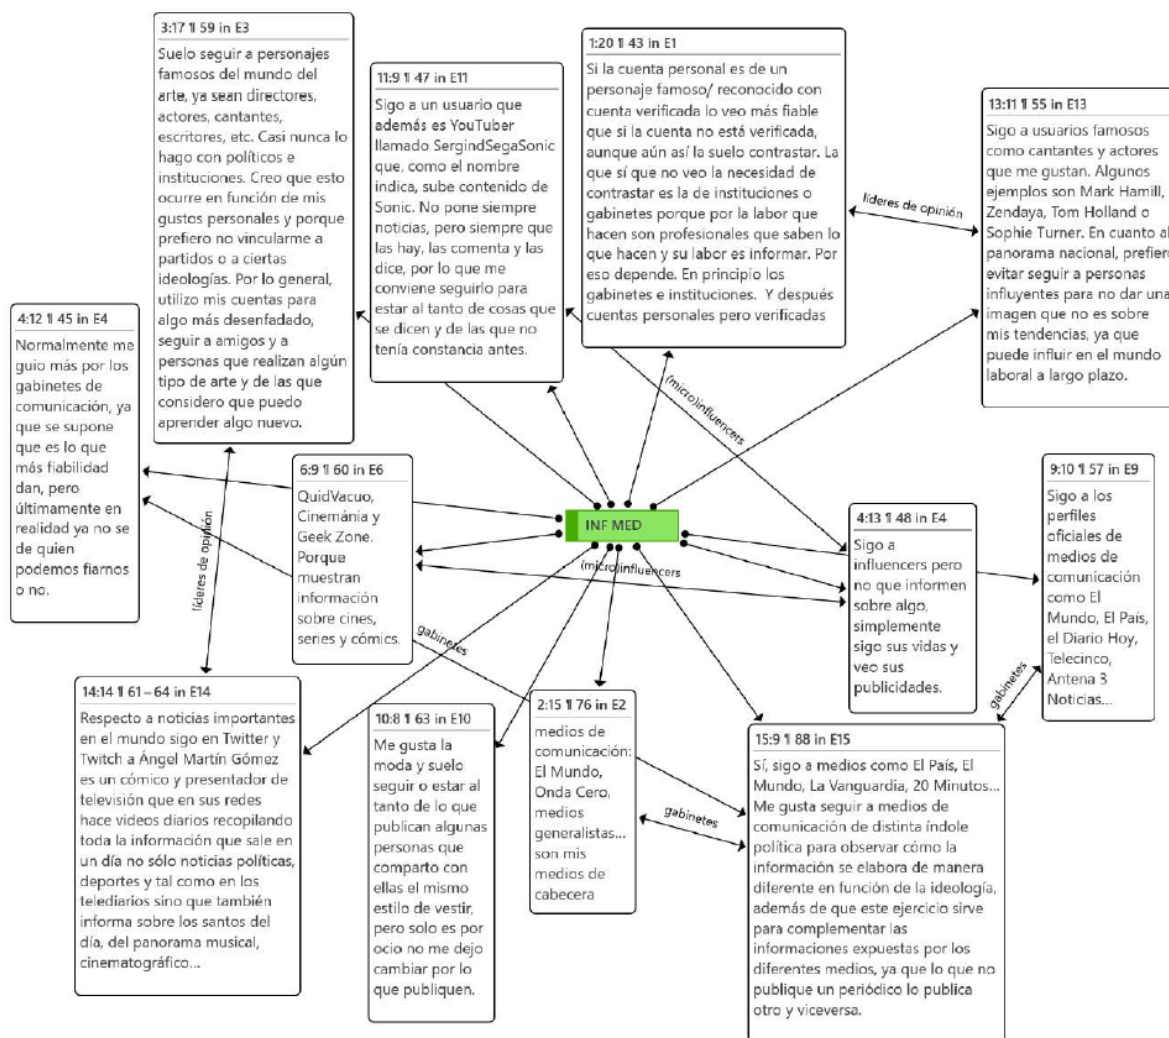 3:17 ¶ 59 in E3
Suelo seguir a personajes
famosos del mundo del
arte, ya sean directores,
actores, cantantes,
escritores, etc. Casi nunca lo
hago con políticos e
instituciones. Creo que esto
ocurre en función de mis
gustos personales y porque
prefiero no vincularme a
partidos o a ciertas
ideologías. Por lo general,
utilizo mis cuentas para
algo más desenfadado,
seguir a amigos y a
personas que realizan algún
tipo de arte y de las que
considero que puedo
aprender algo nuevo.
11:9 ¶ 47 in E11
Sigo a un usuario que
además es YouTuber
llamado SergindSegaSonic
que, como el nombre
indica, sube contenido de
Sonic. No pone siempre
noticias, pero siempre que
las hay, las comenta y las
dice, por lo que me
conviene seguirlo para
estar al tanto de cosas que
se dicen y de las que no
tenía constancia antes.
1:20 ¶ 43 in E1
Si la cuenta personal es de un
personaje famoso/ reconocido con
cuenta verificada lo veo más fiable
que si la cuenta no está verificada,
aunque aún así la suelo contrastar. La
que sí que no veo la necesidad de
contrastar es la de instituciones o
gabinetes porque por la labor que
hacen son profesionales que saben lo
que hacen y su labor es informar. Por
eso depende. En principio los
gabinetes e instituciones. Y después
cuentas personales pero verificadas
líderes de opinión
13:11 ¶ 55 in E13
Sigo a usuarios famosos
como cantantes y actores
que me gustan. Algunos
ejemplos son Mark Hamill,
Zendaya, Tom Holland o
Sophie Turner. En cuanto al
panorama nacional, prefiero
evitar seguir a personas
influyentes para no dar una
imagen que no es sobre
mis tendencias, ya que
puede influir en el mundo
laboral a largo plazo.
4:12 ¶ 45 in E4
Normalmente me
guio más por los
gabinetes de
comunicación, ya
que se supone
que es lo que
más fiabilidad
dan, pero
últimamente en
realidad ya no se
de quien
podemos fiarnos
o no.
líderes de opinión
6:9 ¶ 60 in E6
QuidVacuo,
Cinemánia y
Geek Zone.
Porque
muestran
información
sobre cines,
series y cómics.
gabinetes
INF MED
(micro)influencers
(micro)influencers
4:13 ¶ 48 in E4
Sigo a
influencers pero
no que informen
sobre algo,
simplemente
sigo sus vidas y
veo sus
publicidades.
9:10 ¶ 57 in E9
Sigo a los
perfiles
oficiales de
medios de
comunicación
como El
Mundo, El País,
el Diario Hoy,
Telecinco,
Antena 3
Noticias...
gabinetes
14:14 ¶ 61 – 64 in E14
Respecto a noticias importantes
en el mundo sigo en Twitter y
Twitch a Ángel Martín Gómez
es un cómico y presentador de
televisión que en sus redes
hace videos diarios recopilando
toda la información que sale en
un día no sólo noticias políticas,
deportes y tal como en los
telediarios sino que también
informa sobre los santos del
día, del panorama musical,
cinematográfico...
10:8 ¶ 63 in E10
Me gusta la
moda y suelo
seguir o estar al
tanto de lo que
publican algunas
personas que
comparto con
ellas el mismo
estilo de vestir,
pero solo es por
ocio no me dejo
cambiar por lo
que publiquen.
2:15 ¶ 76 in E2
medios de
comunicación:
El Mundo,
Onda Cero,
medios
generalistas...
son mis
medios de
cabecera
gabinetes
15:9 ¶ 88 in E15
Sí, sigo a medios como El País, El
Mundo, La Vanguardia, 20 Minutos...
Me gusta seguir a medios de
comunicación de distinta índole
política para observar cómo la
información se elabora de manera
diferente en función de la ideología,
además de que este ejercicio sirve
para complementar las
informaciones expuestas por los
diferentes medios, ya que lo que no
publique un periódico lo publica
otro y viceversa.